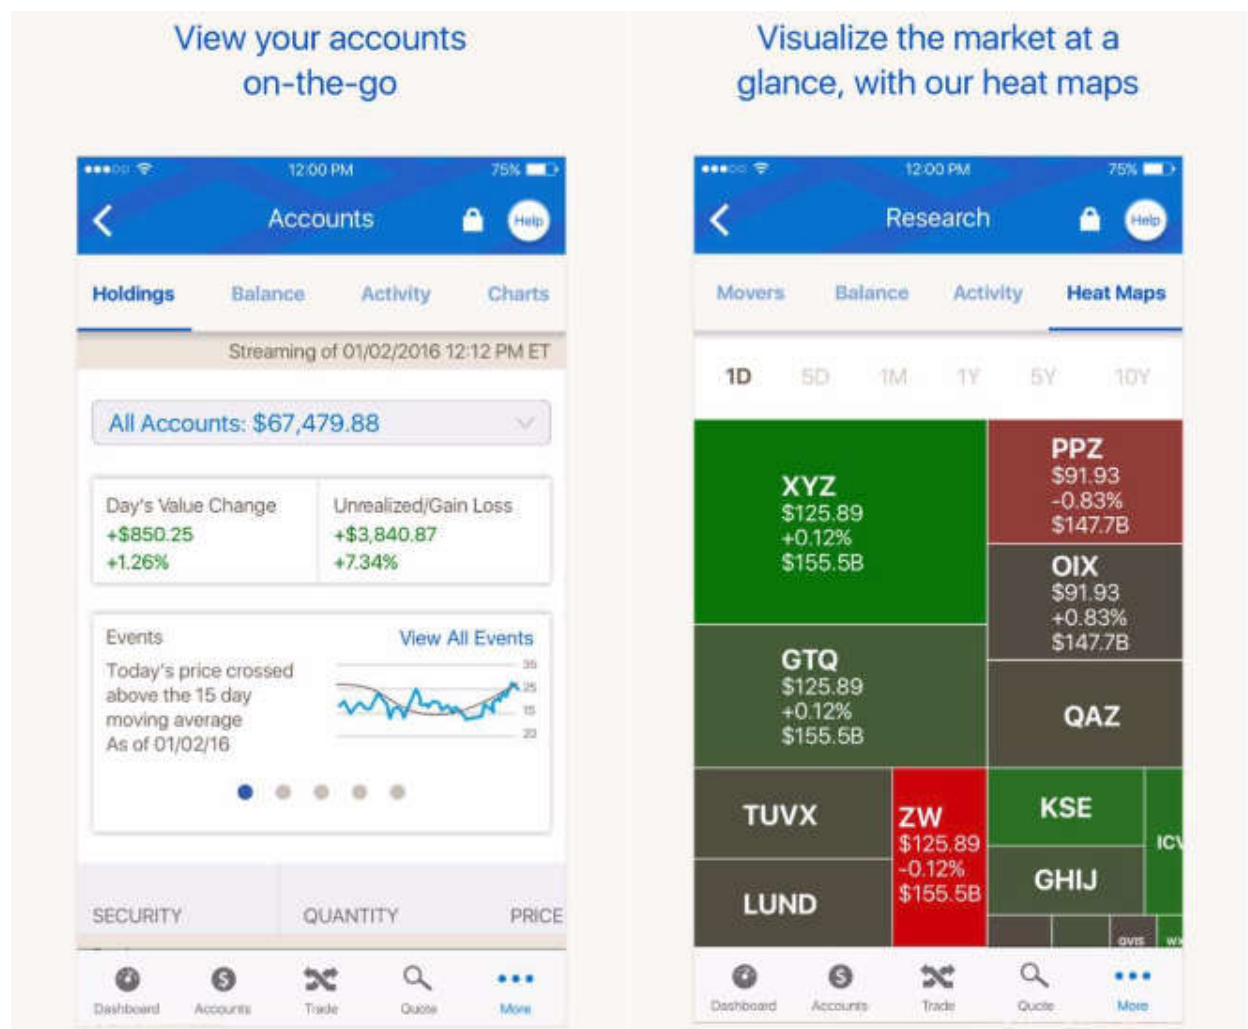 View your accounts
on-the-go
12:00 PM
75%
Accounts
Help
Holdings Balance Activity Charts
Streaming of 01/02/2016 12:12 PM ET
All Accounts: $67,479.88
Day's Value Change
+$850.25
+1.26%
Unrealized/Gain Loss
+$3,840.87
+7.34%
Events
View All Events
Today's price crossed
above the 15 day
moving average
As of 01/02/16
35
25
15
SECURITY QUANTITY PRICE
Dashboard Accounts Trade Quote More
Visualize the market at a
glance, with our heat maps
12:00 PM
75%
Research
Help
Movers Balance Activity Heat Maps
1D 5D 1M 1Y 5Y 10Y
XYZ
$125.89
+0.12%
$155.5B
PPZ
$91.93
-0.83%
$147.7B
OIX
$91.93
+0.83%
$147.7B
GTQ
$125.89
+0.12%
$155.5B
QAZ
TUVX
ZW
$125.89
-0.12%
$155.5B
KSE
ICV
GHIJ
LUND
QVIS
Dashboard Accounts Trade Quote More